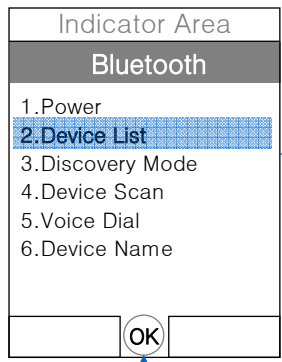 Indicator Area
Bluetooth
1.Power
2.Device List
3.Discovery Mode
4.Device Scan
5.Voice Dial
6.Device Name
OK